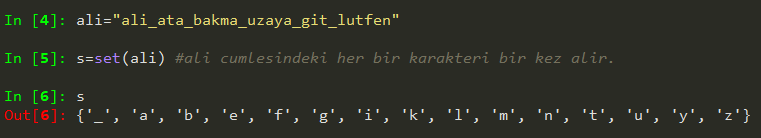 In [4]: ali="ali_ata_bakma_uzaya_git_lutfen"
In [5]: s=set(ali) #ali cumlesindeki her bir karakteri bir kez alir.
In [6]: s
Out[6]: {'_', 'a', 'b', 'e', 'f', 'g', 'i', 'k', 'l', 'm', 'n', 't', 'u', 'y', 'z'}